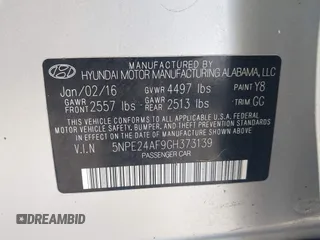 HYUNDAI MOTOR MANUFACTURING ALABAMA, LLC
Jan/02/16 GVWR 4497 lbs PAINT Y8
GAWR FRONT 2557 lbs GAWR REAR 2513 lbs TRIM GG
THIS VEHICLE CONFORMS TO ALL APPLICABLE U.S.A FEDERAL
MOTOR VEHICLE SAFETY, BUMPER, AND THEFT PREVENTION
STANDARDS IN EFFECT ON THE DATE OF MANUFACTURE
SHOWN ABOVE.
V.I.N 5NPE24AF9GH373139
PASSENGER CAR
DREAMBID